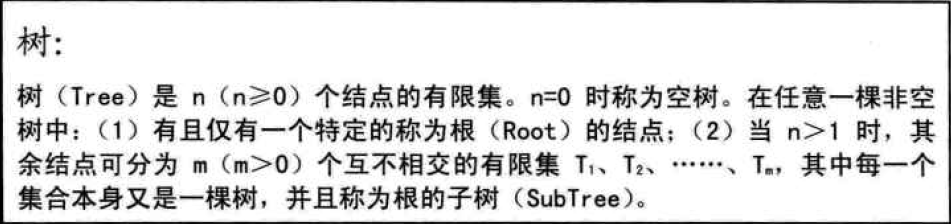 树：
树（Tree）是 n（n≥0）个结点的有限集。n=0 时称为空树。在任意一棵非空
树中：（1）有且仅有一个特定的称为根（Root）的结点；（2）当 n＞1 时，其
余结点可分为 m（m＞0）个互不相交的有限集 T₁、T₂、……、Tₘ，其中每一个
集合本身又是一棵树，并且称为根的子树（SubTree）。